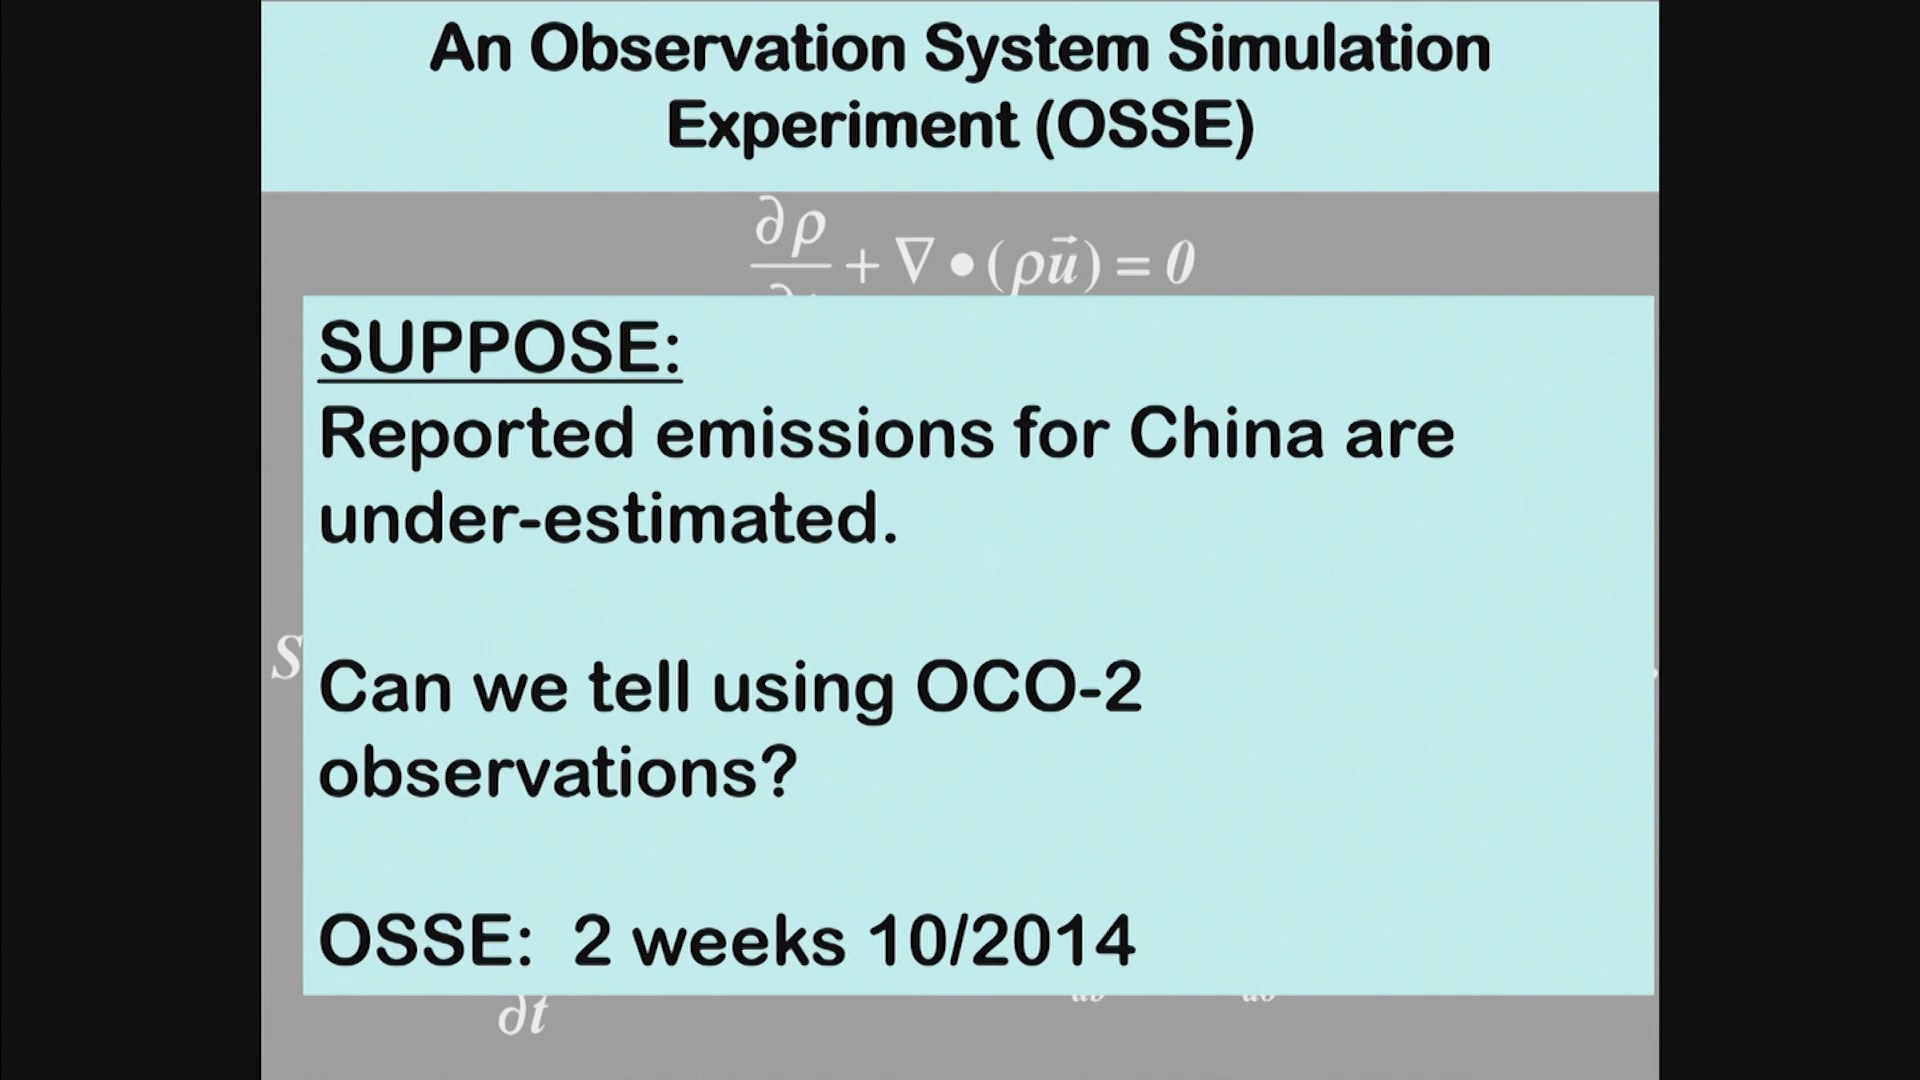 An Observation System Simulation
Experiment (OSSE)
∂ρ
+ ∇ • (ρu⃗) = 0
SUPPOSE:
Reported emissions for China are
under-estimated.
S
Can we tell using OCO-2
observations?
OSSE: 2 weeks 10/2014
∂t